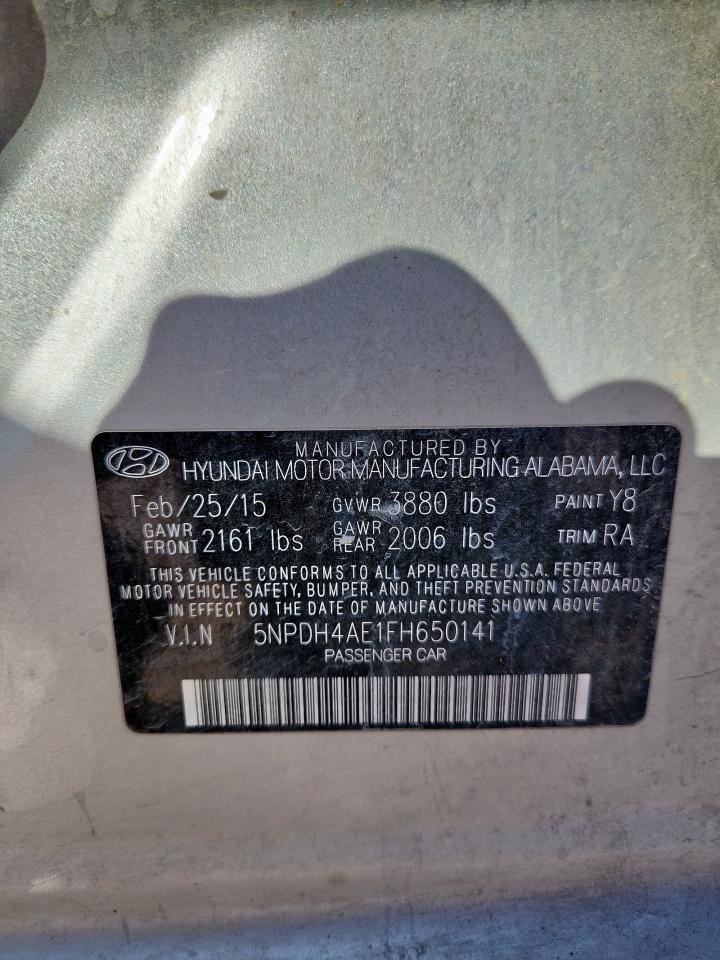 MANUFACTURED BY
HYUNDAI MOTOR MANUFACTURING ALABAMA, LLC
Feb/25/15 GVWR 3880 lbs PAINT Y8
GAWR FRONT 2161 lbs GAWR REAR 2006 lbs TRIM RA
THIS VEHICLE CONFORMS TO ALL APPLICABLE U.S.A. FEDERAL
MOTOR VEHICLE SAFETY, BUMPER, AND THEFT PREVENTION STANDARDS
IN EFFECT ON THE DATE OF MANUFACTURE SHOWN ABOVE
V.I.N 5NPDH4AE1FH650141
PASSENGER CAR